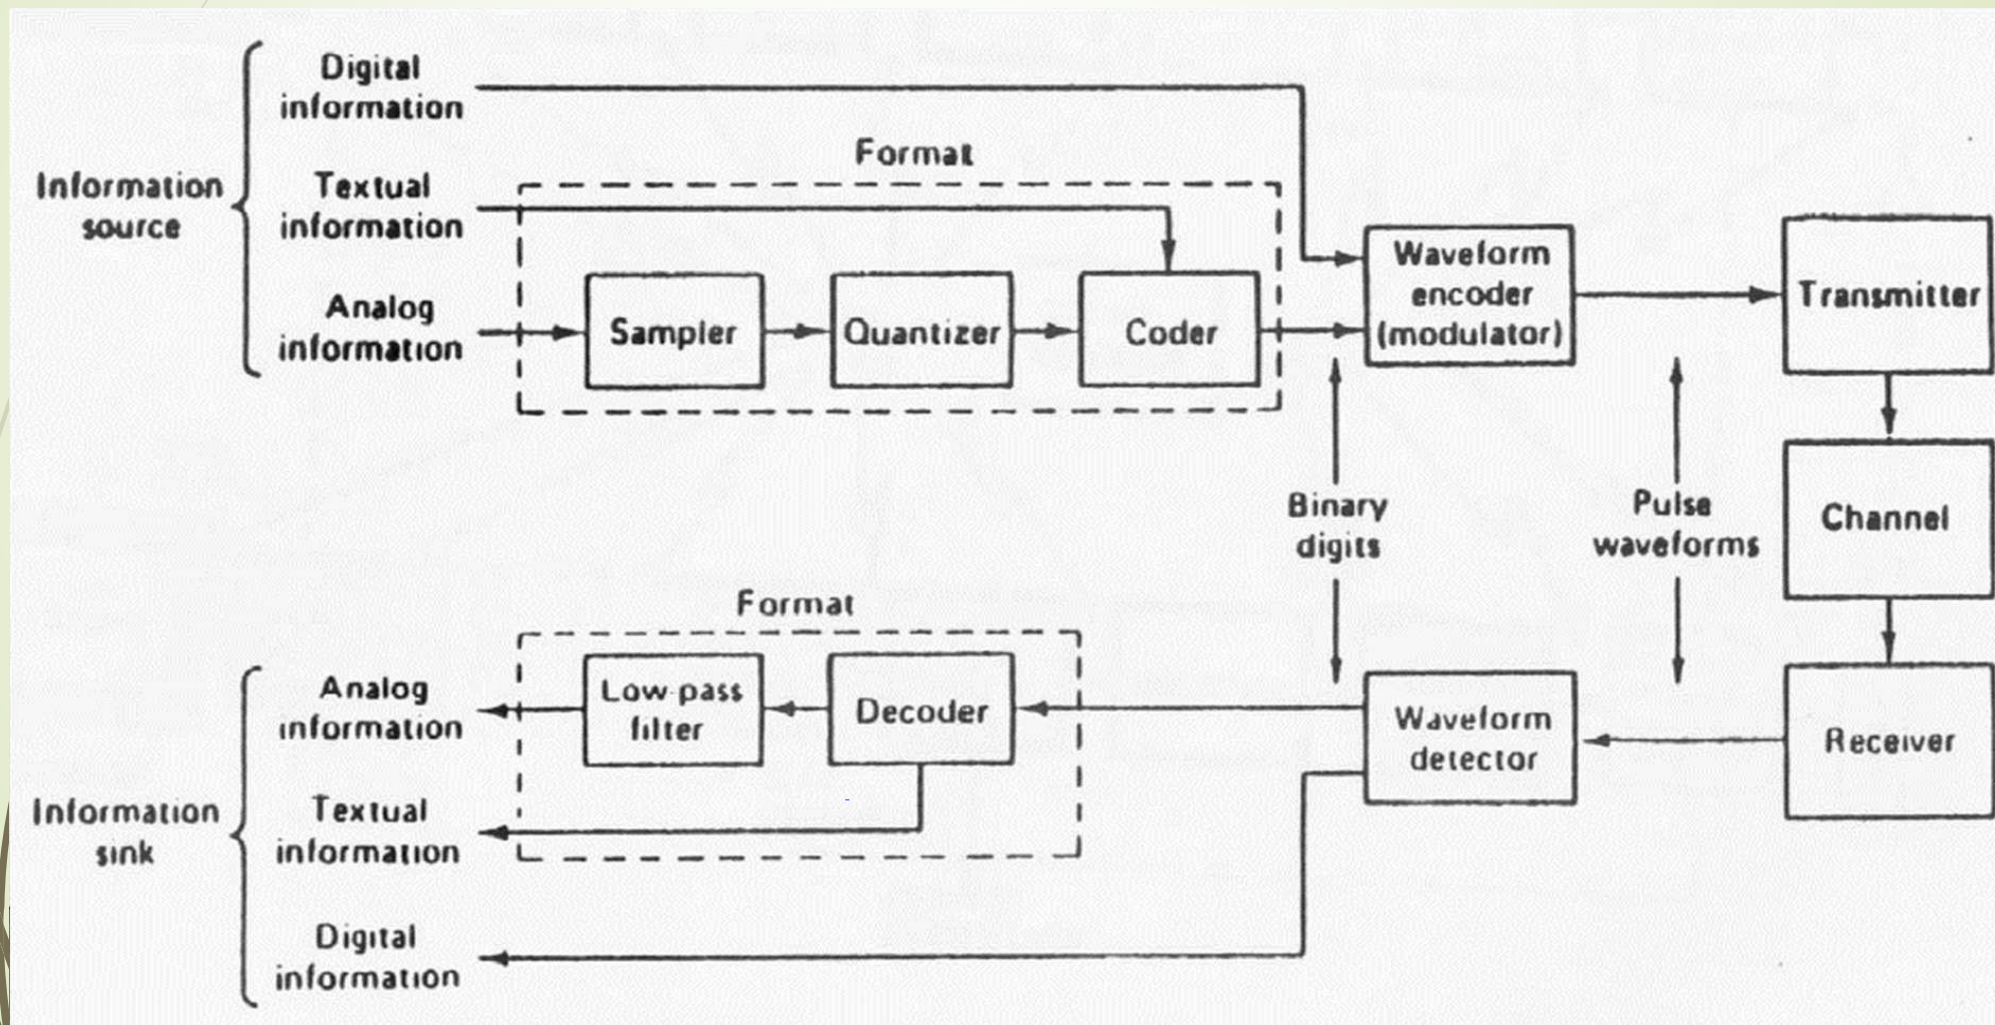 Digital
information
Format
Information
source
Textual
information
Analog
information
Sampler
Quantizer
Coder
Waveform
encoder
(modulator)
Transmitter
Binary
digits
Pulse
waveforms
Channel
Format
Information
sink
Analog
information
Low-pass
filter
Decoder
Waveform
detector
Receiver
Textual
information
Digital
information